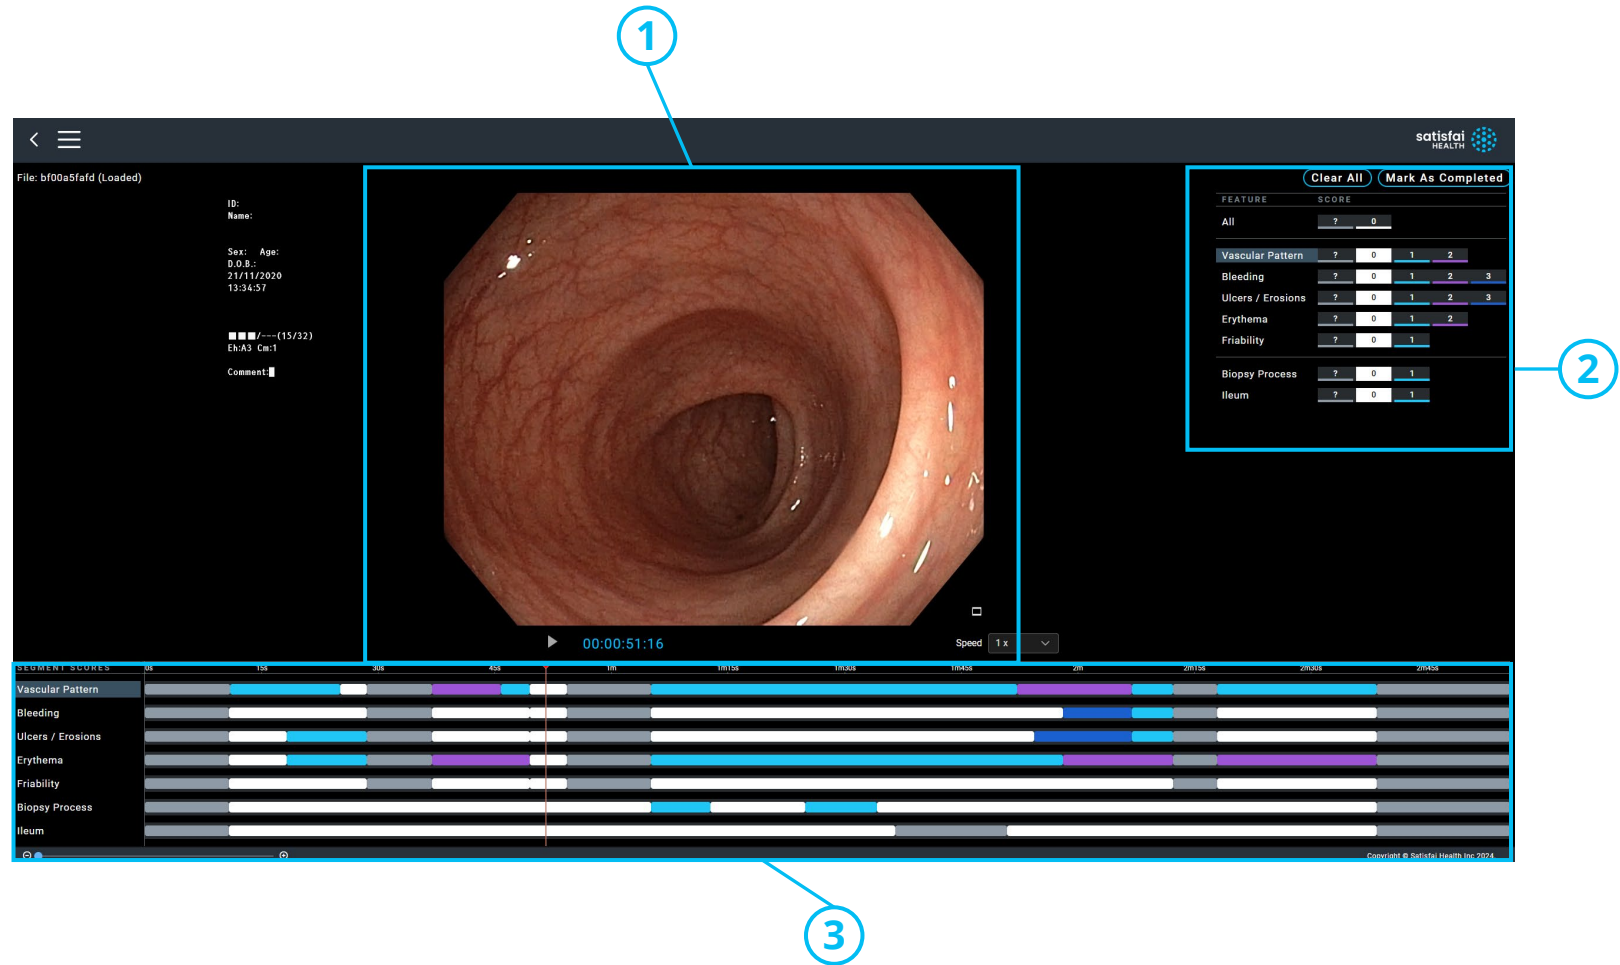 1
satisfai
HEALTH
File: bf00a5fafd (Loaded)
ID:
Name:
Sex: Age:
D.O.B.:
21/11/2020
13:34:57
■■■/---(15/32)
Eh:A3 Cm:1
Comment:
Clear All Mark As Completed
FEATURE SCORE
All ? 0
Vascular Pattern ? 0 1 2
Bleeding ? 0 1 2 3
Ulcers / Erosions ? 0 1 2 3
Erythema ? 0 1 2
Friability ? 0 1
Biopsy Process ? 0 1
Ileum ? 0 1
2
00:00:51:16
Speed 1 x
SEGMENT SCORES 0s 15s 30s 45s 1m 1m15s 1m30s 1m45s 2m 2m15s 2m30s 2m45s
Vascular Pattern
Bleeding
Ulcers / Erosions
Erythema
Friability
Biopsy Process
Ileum
Copyright © Satisfai Health Inc 2024
3